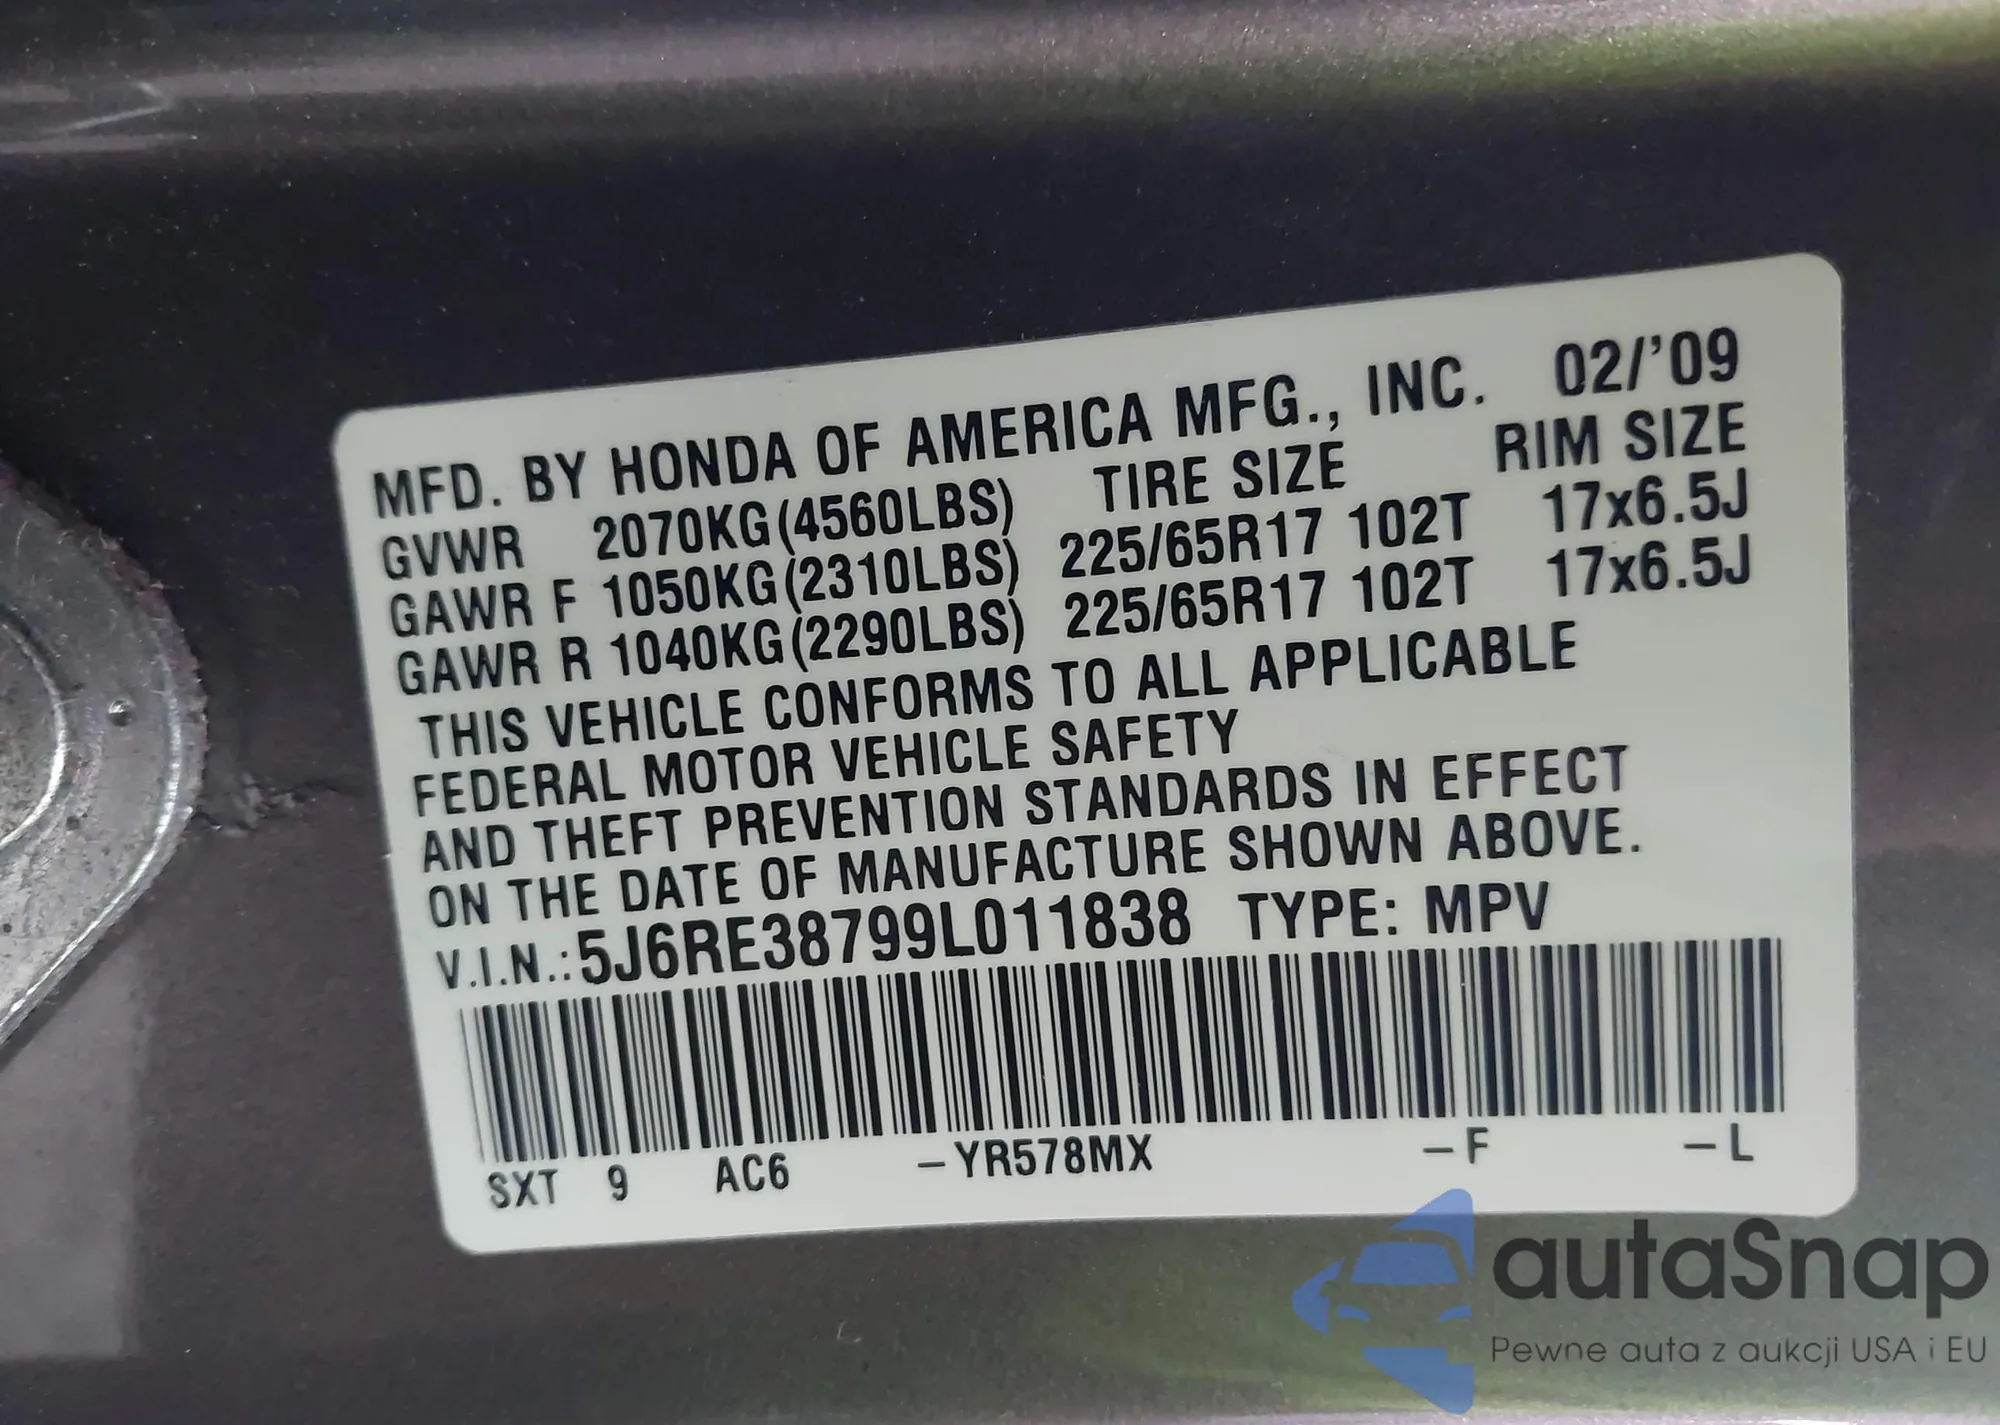 MFD. BY HONDA OF AMERICA MFG., INC. 02/'09
GVWR 2070KG(4560LBS) TIRE SIZE RIM SIZE
GAWR F 1050KG(2310LBS) 225/65R17 102T 17x6.5J
GAWR R 1040KG(2290LBS) 225/65R17 102T 17x6.5J
THIS VEHICLE CONFORMS TO ALL APPLICABLE
FEDERAL MOTOR VEHICLE SAFETY
AND THEFT PREVENTION STANDARDS IN EFFECT
ON THE DATE OF MANUFACTURE SHOWN ABOVE.
V.I.N.:5J6RE38799L011838 TYPE: MPV
SXT 9 AC6 -YR578MX -F -L
autaSnap
Pewne auta z aukcji USA i EU